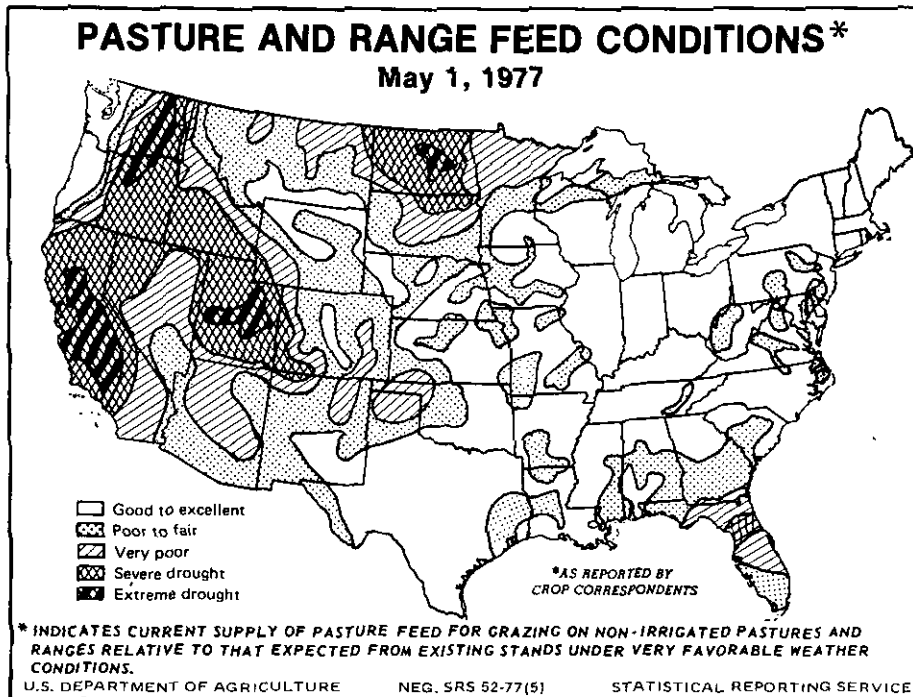 PASTURE AND RANGE FEED CONDITIONS*
May 1, 1977
Good to excellent
Poor to fair
Very poor
Severe drought
Extreme drought
*AS REPORTED BY
CROP CORRESPONDENTS
* INDICATES CURRENT SUPPLY OF PASTURE FEED FOR GRAZING ON NON-IRRIGATED PASTURES AND
RANGES RELATIVE TO THAT EXPECTED FROM EXISTING STANDS UNDER VERY FAVORABLE WEATHER
CONDITIONS.
U.S. DEPARTMENT OF AGRICULTURE NEG. SRS 52-77(5) STATISTICAL REPORTING SERVICE